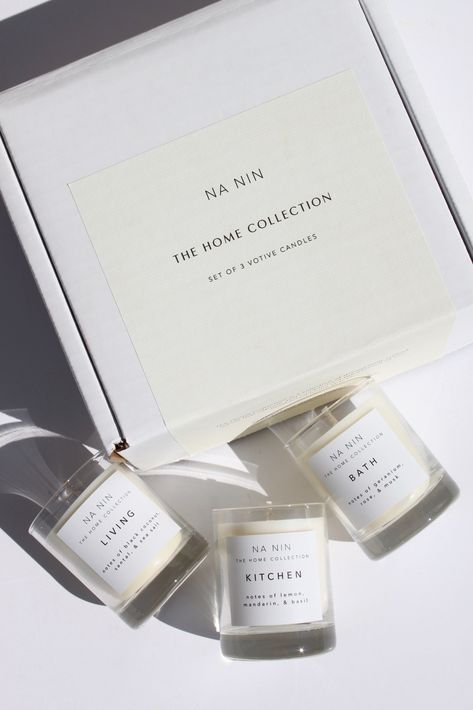 NA NIN
THE HOME COLLECTION
SET OF 3 VOTIVE CANDLES
NA NIN
THE HOME COLLECTION
LIVING
notes of black coconut,
santal, & sea salt
NA NIN
THE HOME COLLECTION
KITCHEN
notes of lemon,
mandarin, & basil
NA NIN
THE HOME COLLECTION
BATH
notes of geranium,
rose, & musk